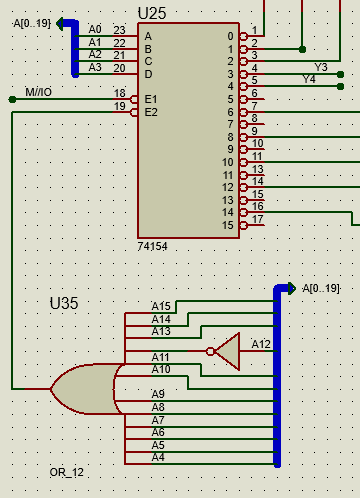 U25
A[0..19]
A0 23 A 0 1
A1 22 B 1 2
A2 21 C 2 3
A3 20 D 3 4 Y3
4 5 Y4
M//IO 18 E1 5 6
19 E2 6 7
7 8
8 9
9 10
10 11
11 13
12 14
13 15
14 16
15 17
74154
A[0..19]
U35
A15
A14
A13
A12
A11
A10
A9
A8
A7
A6
A5
A4
OR_12